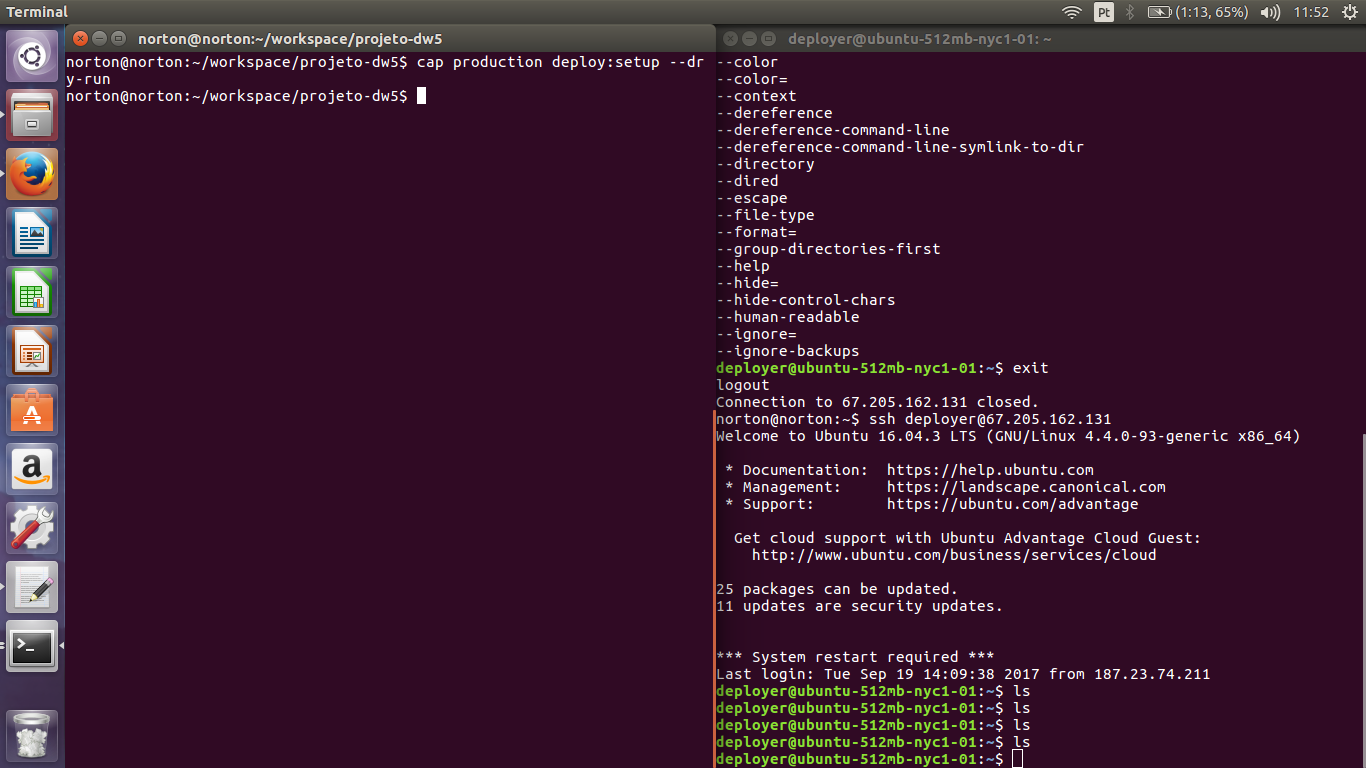 Terminal
Pt
(1:13, 65%)
11:52
norton@norton:~/workspace/projeto-dw5
norton@norton:~/workspace/projeto-dw5$ cap production deploy:setup --dr
y-run
norton@norton:~/workspace/projeto-dw5$
deployer@ubuntu-512mb-nyc1-01: ~
--color
--color=
--context
--dereference
--dereference-command-line
--dereference-command-line-symlink-to-dir
--directory
--dired
--escape
--file-type
--format=
--group-directories-first
--help
--hide=
--hide-control-chars
--human-readable
--ignore=
--ignore-backups
deployer@ubuntu-512mb-nyc1-01:~$ exit
logout
Connection to 67.205.162.131 closed.
norton@norton:~$ ssh deployer@67.205.162.131
Welcome to Ubuntu 16.04.3 LTS (GNU/Linux 4.4.0-93-generic x86_64)
* Documentation:  https://help.ubuntu.com
* Management:     https://landscape.canonical.com
* Support:        https://ubuntu.com/advantage
Get cloud support with Ubuntu Advantage Cloud Guest:
http://www.ubuntu.com/business/services/cloud
25 packages can be updated.
11 updates are security updates.
*** System restart required ***
Last login: Tue Sep 19 14:09:38 2017 from 187.23.74.211
deployer@ubuntu-512mb-nyc1-01:~$ ls
deployer@ubuntu-512mb-nyc1-01:~$ ls
deployer@ubuntu-512mb-nyc1-01:~$ ls
deployer@ubuntu-512mb-nyc1-01:~$ ls
deployer@ubuntu-512mb-nyc1-01:~$